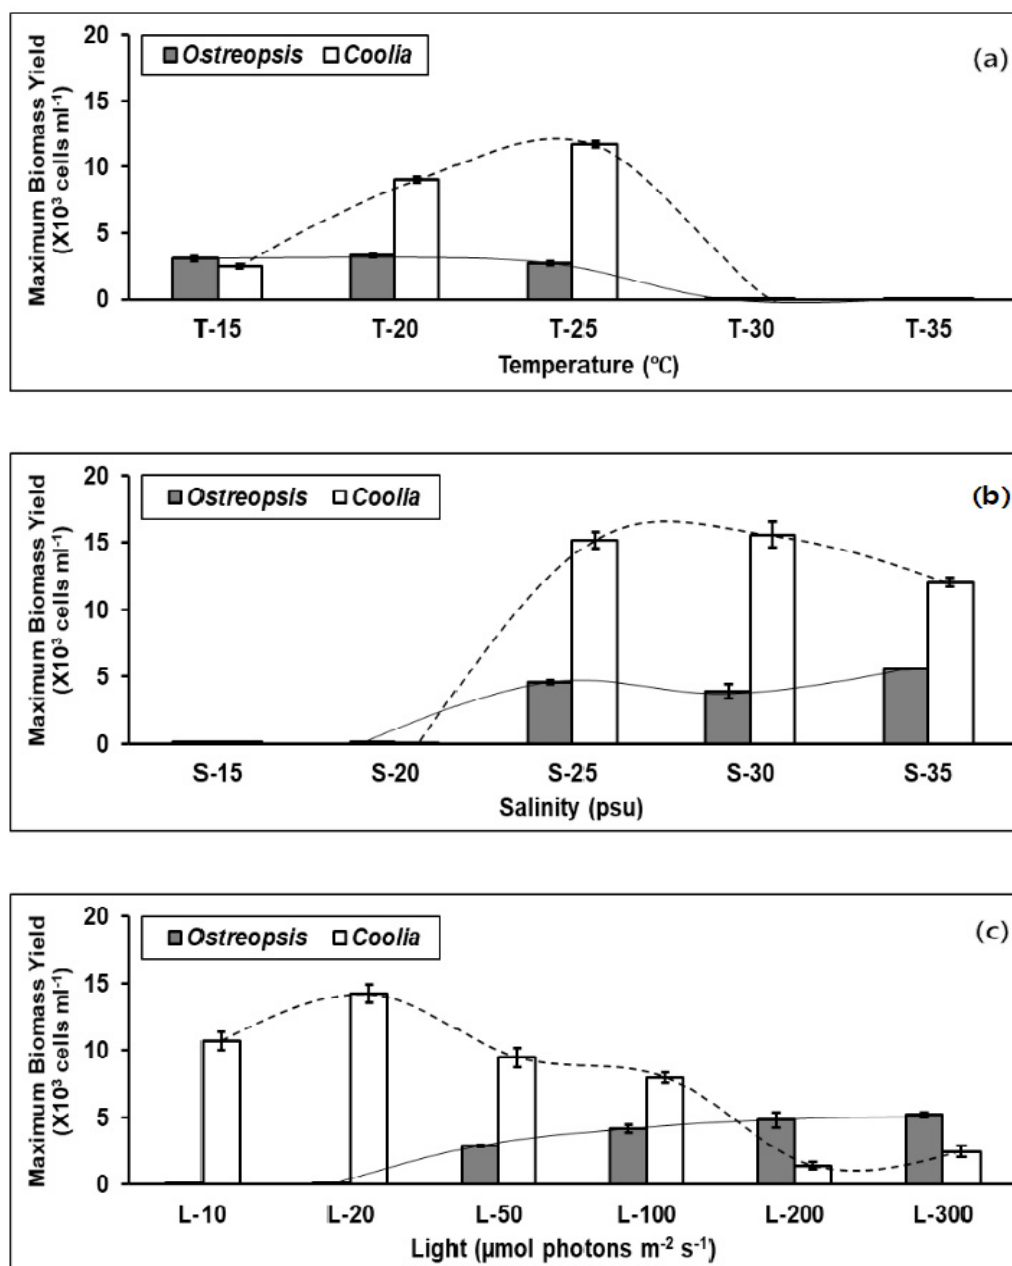 (a)
Ostreopsis Coolia
Maximum Biomass Yield
(X10³ cells ml⁻¹)
20
15
10
5
0
T-15 T-20 T-25 T-30 T-35
Temperature (℃)
(b)
Ostreopsis Coolia
Maximum Biomass Yield
(X10³ cells ml⁻¹)
20
15
10
5
0
S-15 S-20 S-25 S-30 S-35
Salinity (psu)
(c)
Ostreopsis Coolia
Maximum Biomass Yield
(X10³ cells ml⁻¹)
20
15
10
5
0
L-10 L-20 L-50 L-100 L-200 L-300
Light (µmol photons m⁻² s⁻¹)